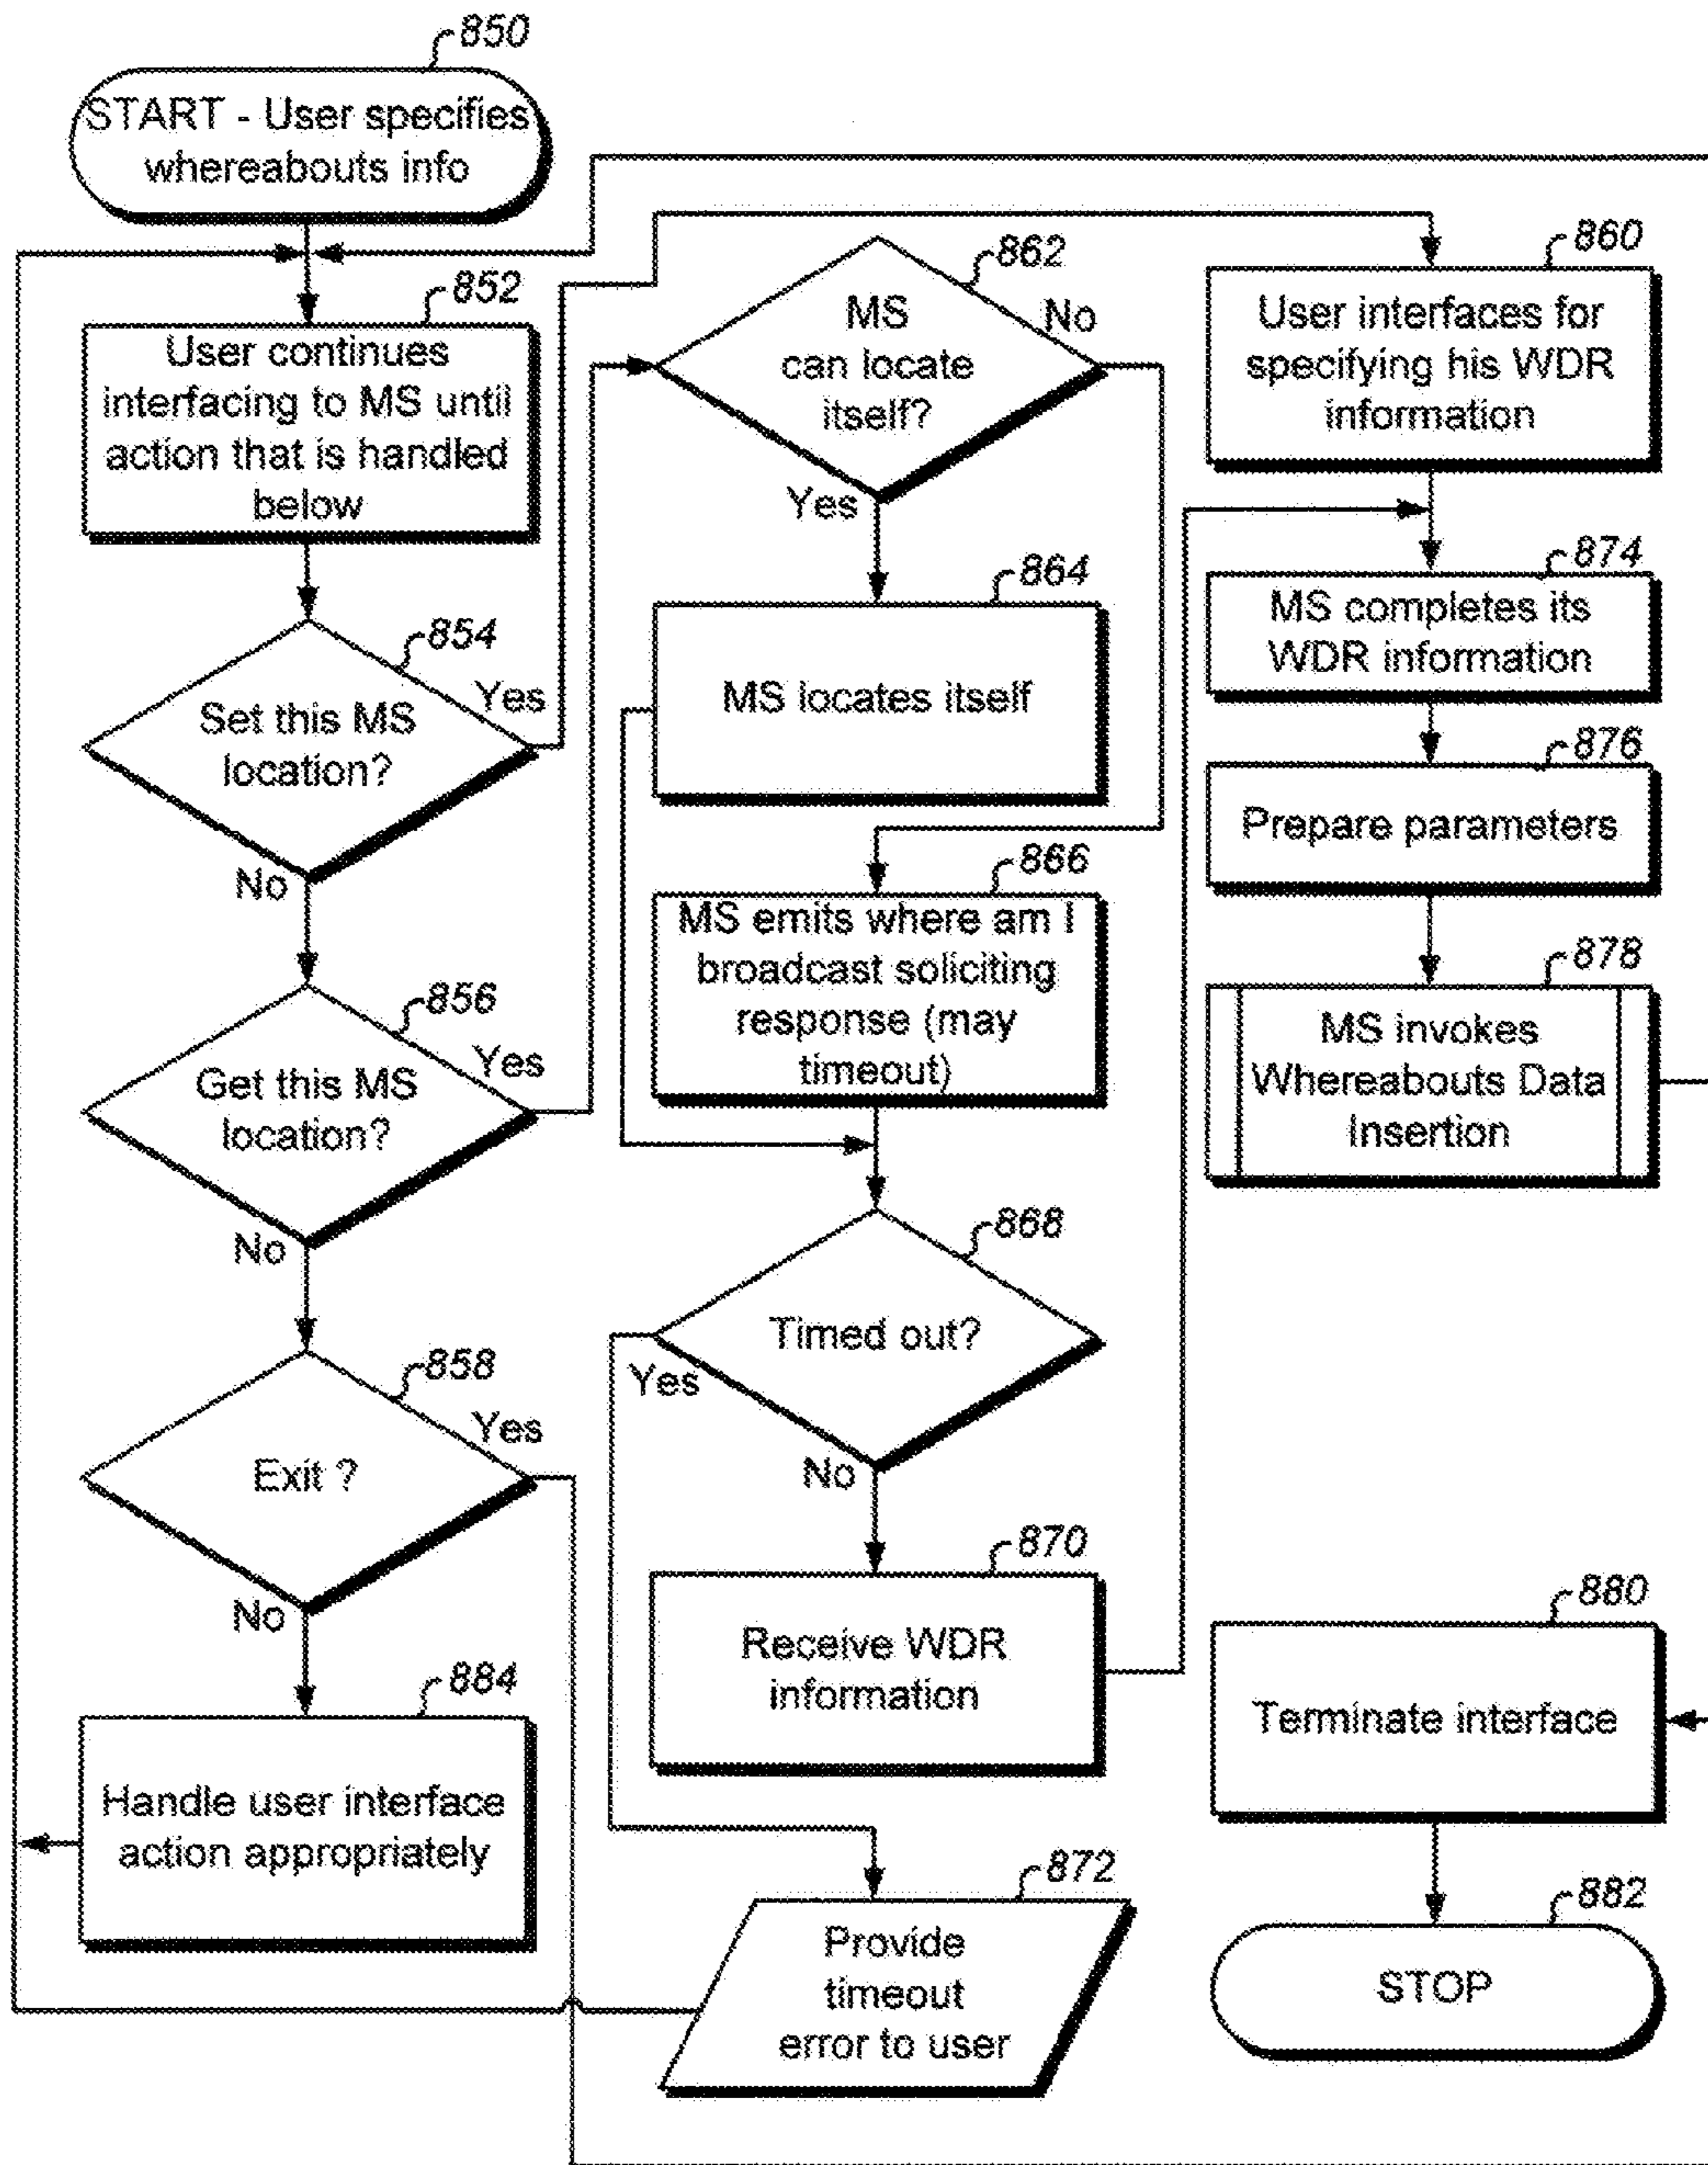 850
START - User specifies
whereabouts info
852
User continues
interfacing to MS until
action that is handled
below
854
Set this MS
location?
Yes
No
856
Get this MS
location?
Yes
No
858
Exit ?
Yes
No
884
Handle user interface
action appropriately
862
MS
can locate
itself?
No
Yes
864
MS locates itself
866
MS emits where am I
broadcast soliciting
response (may
timeout)
868
Timed out?
Yes
No
870
Receive WDR
information
872
Provide
timeout
error to user
860
User interfaces for
specifying his WDR
information
874
MS completes its
WDR information
876
Prepare parameters
878
MS invokes
Whereabouts Data
Insertion
880
Terminate interface
882
STOP